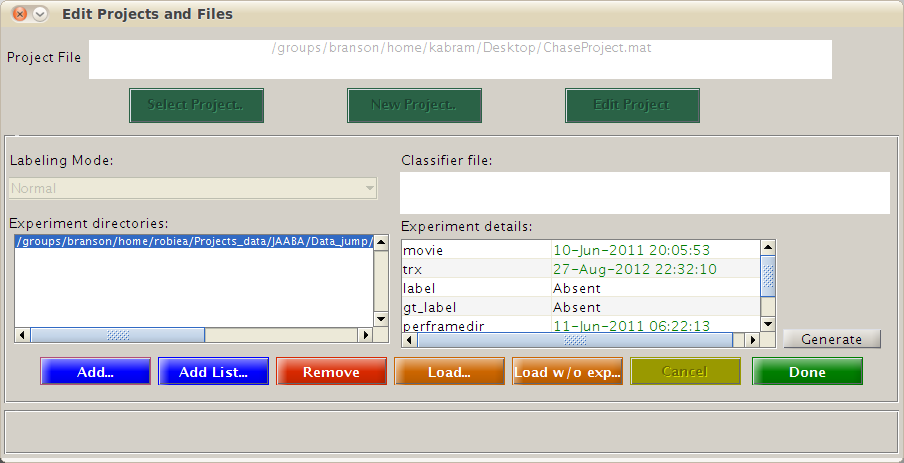 Edit Projects and Files
Project File
/groups/branson/home/kabram/Desktop/ChaseProject.mat
Select Project..
New Project..
Edit Project
Labeling Mode:
Normal
Classifier file:
Experiment directories:
/groups/branson/home/robiea/Projects_data/JAABA/Data_jump/
Experiment details:
movie 10-Jun-2011 20:05:53
trx 27-Aug-2012 22:32:10
label Absent
gt_label Absent
perframedir 11-Jun-2011 06:22:13
Generate
Add...
Add List...
Remove
Load...
Load w/o exp...
Cancel
Done